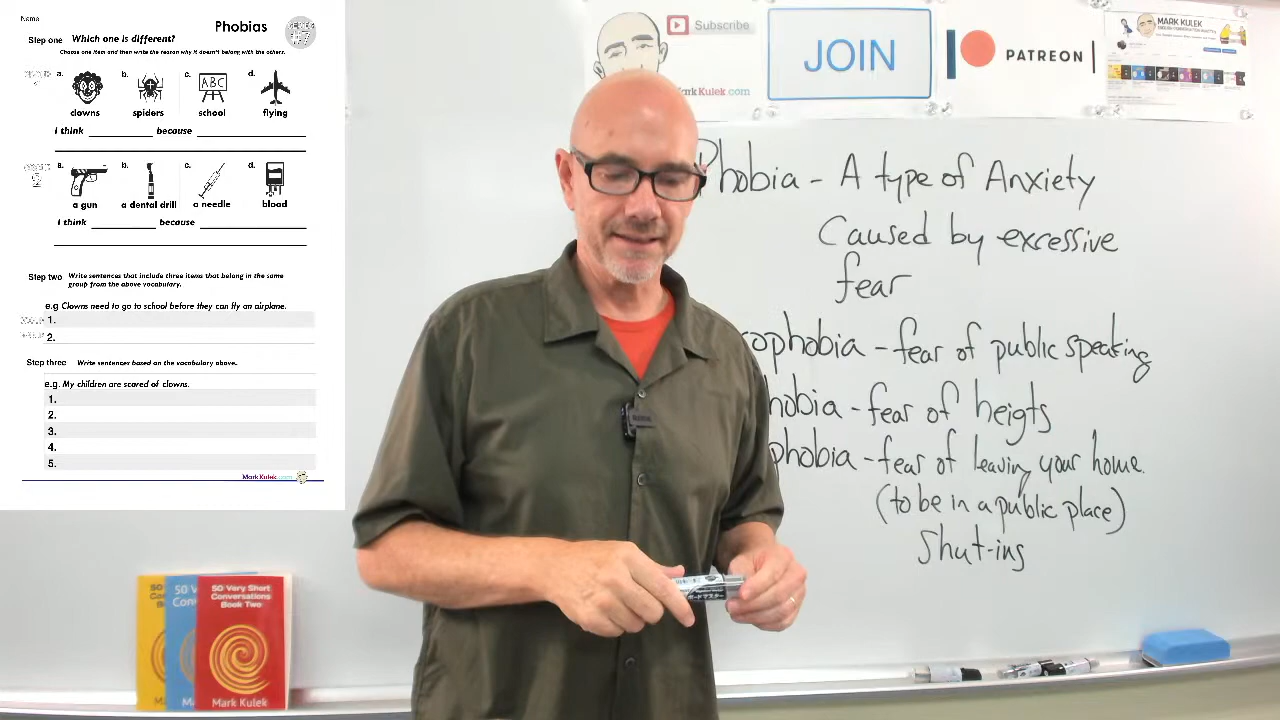 Name
Phobias
Step one Which one is different?
Choose one item and then write the reason why it doesn't belong with the others.
a. b. c. d.
ABC
clowns spiders school flying
I think because
a. b. c. d.
a gun a dental drill a needle blood
I think because
Step two Write sentences that include three items that belong in the same
group from the above vocabulary.
e.g Clowns need to go to school before they can fly an airplane.
1.
2.
Step three Write sentences based on the vocabulary above.
e.g. My children are scared of clowns.
1.
2.
3.
4.
5.
MarkKulek.com
Subscribe
MarkKulek.com
JOIN
PATREON
MARK KULEK
Phobia - A type of Anxiety
Caused by excessive
fear
ophobia - fear of public speaking
hobia - fear of heigts
phobia - fear of leaving your home.
(to be in a public place)
Shut-ins
50 Very Short
Conversations
Book Two
Mark Kulek